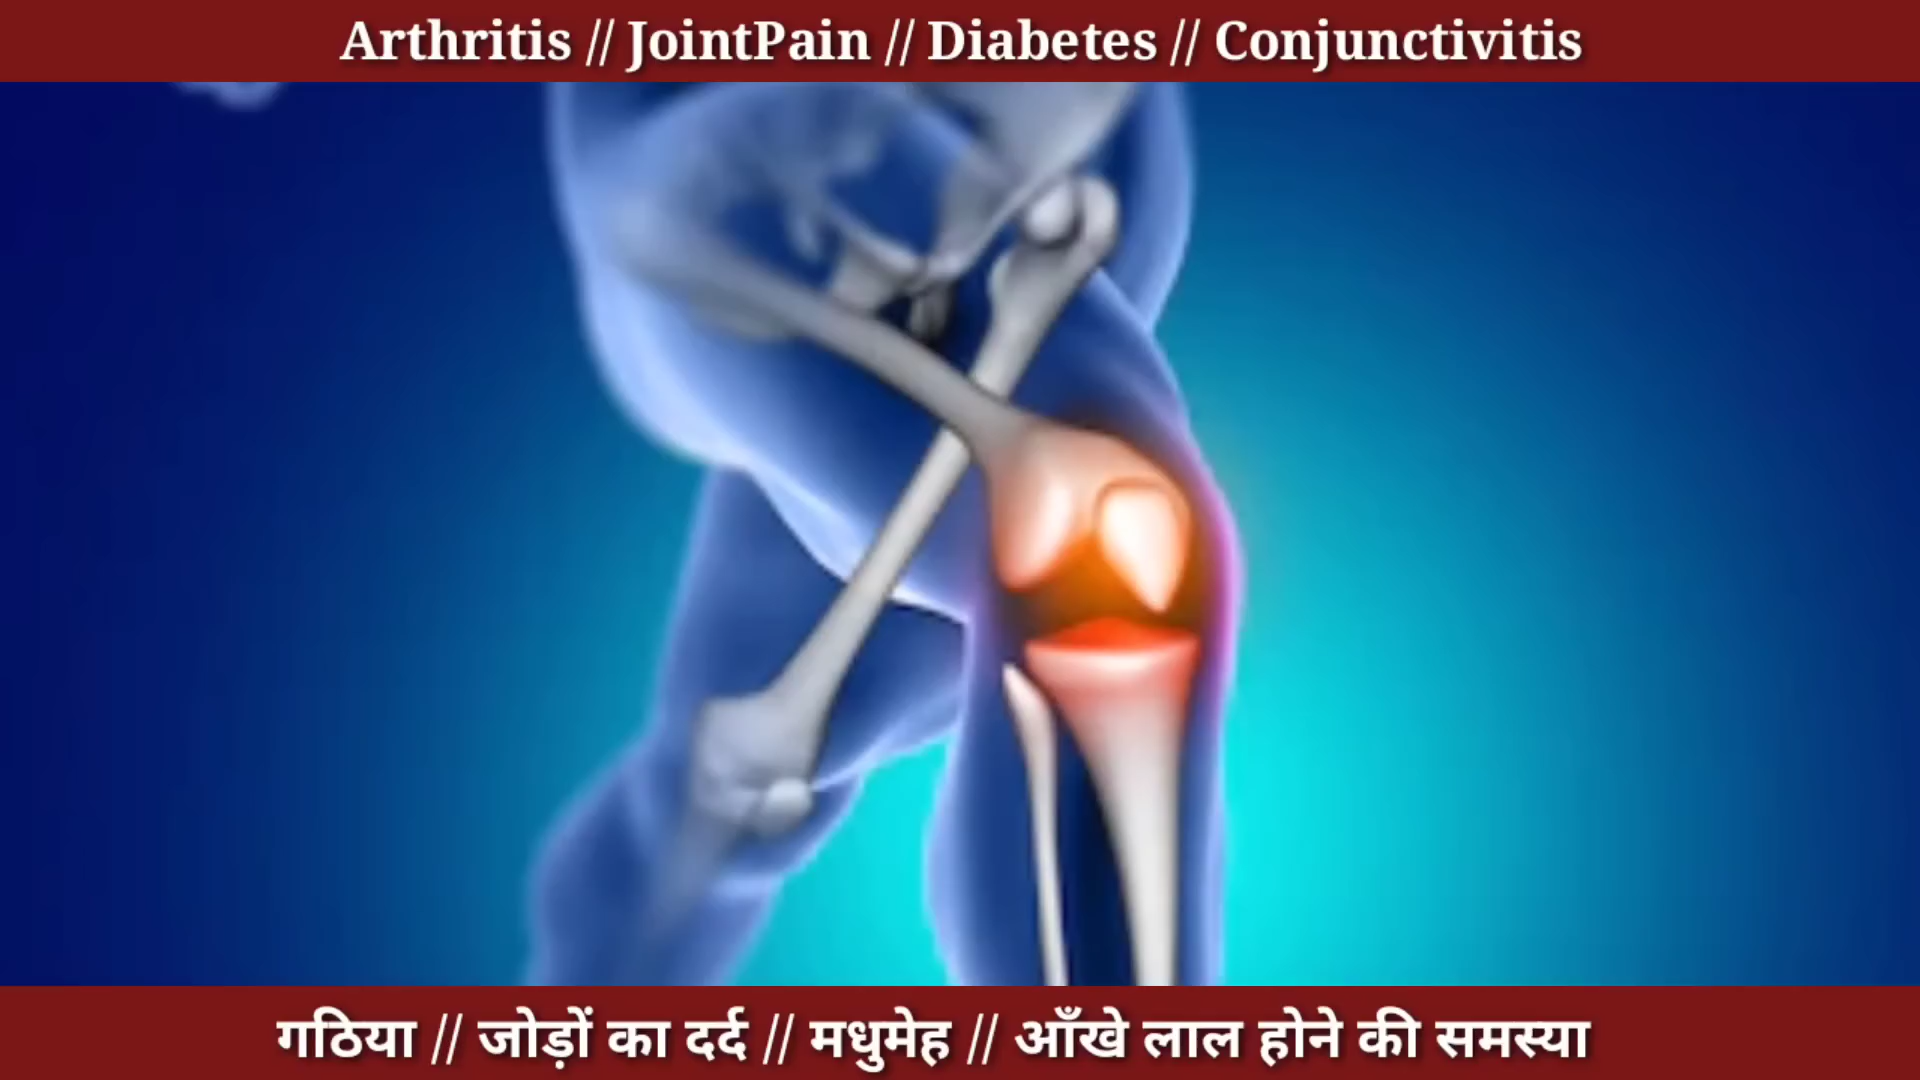 Arthritis // JointPain // Diabetes // Conjunctivitis
गठिया // जोड़ों का दर्द // मधुमेह // आँखे लाल होने की समस्या